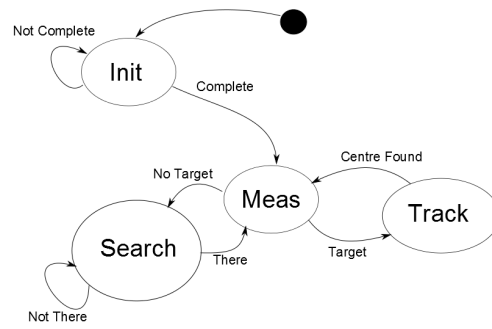 Not Complete
Init
Complete
No Target
Centre Found
Meas
Track
Search
There
Target
Not There